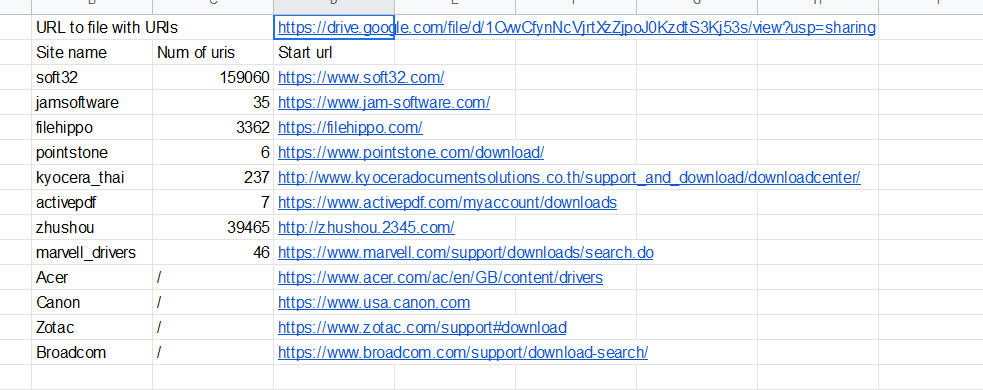 URL to file with URIs https://drive.google.com/file/d/1CvwCfynNcVjrtXzZjpoJ0KzdtS3Kj53s/view?usp=sharing
Site name Num of uris Start url
soft32 159060 https://www.soft32.com/
jamsoftware 35 https://www.jam-software.com/
filehippo 3362 https://filehippo.com/
pointstone 6 https://www.pointstone.com/download/
kyocera_thai 237 http://www.kyoceradocumentsolutions.co.th/support_and_download/downloadcenter/
activepdf 7 https://www.activepdf.com/myaccount/downloads
zhushou 39465 http://zhushou.2345.com/
marvell_drivers 46 https://www.marvell.com/support/downloads/search.do
Acer / https://www.acer.com/ac/en/GB/content/drivers
Canon / https://www.usa.canon.com
Zotac / https://www.zotac.com/support#download
Broadcom / https://www.broadcom.com/support/download-search/